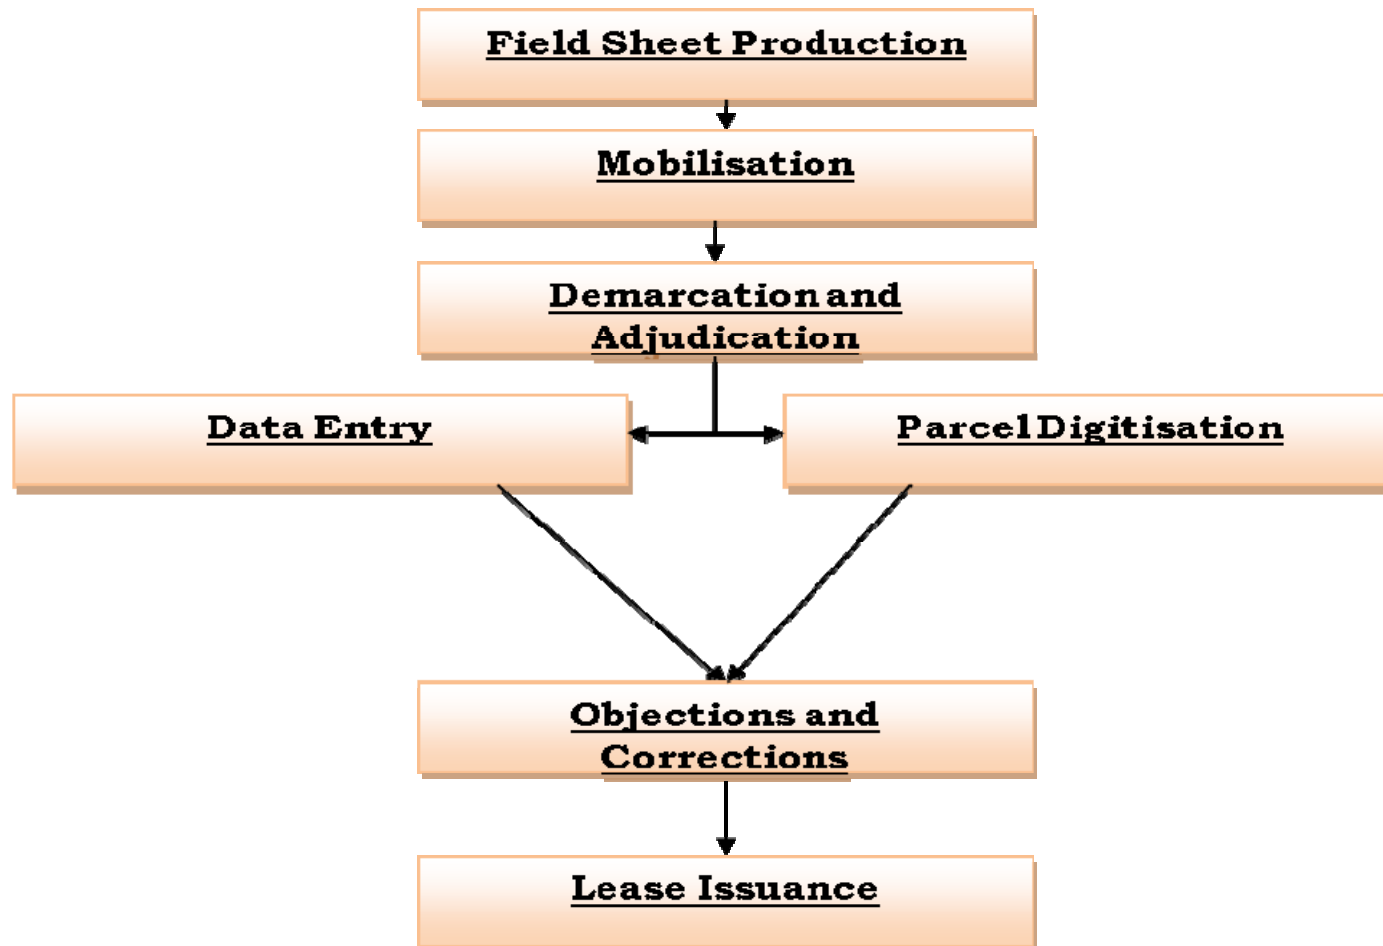 Field Sheet Production
Mobilisation
Demarcation and
Adjudication
Data Entry
Parcel Digitisation
Objections and
Corrections
Lease Issuance